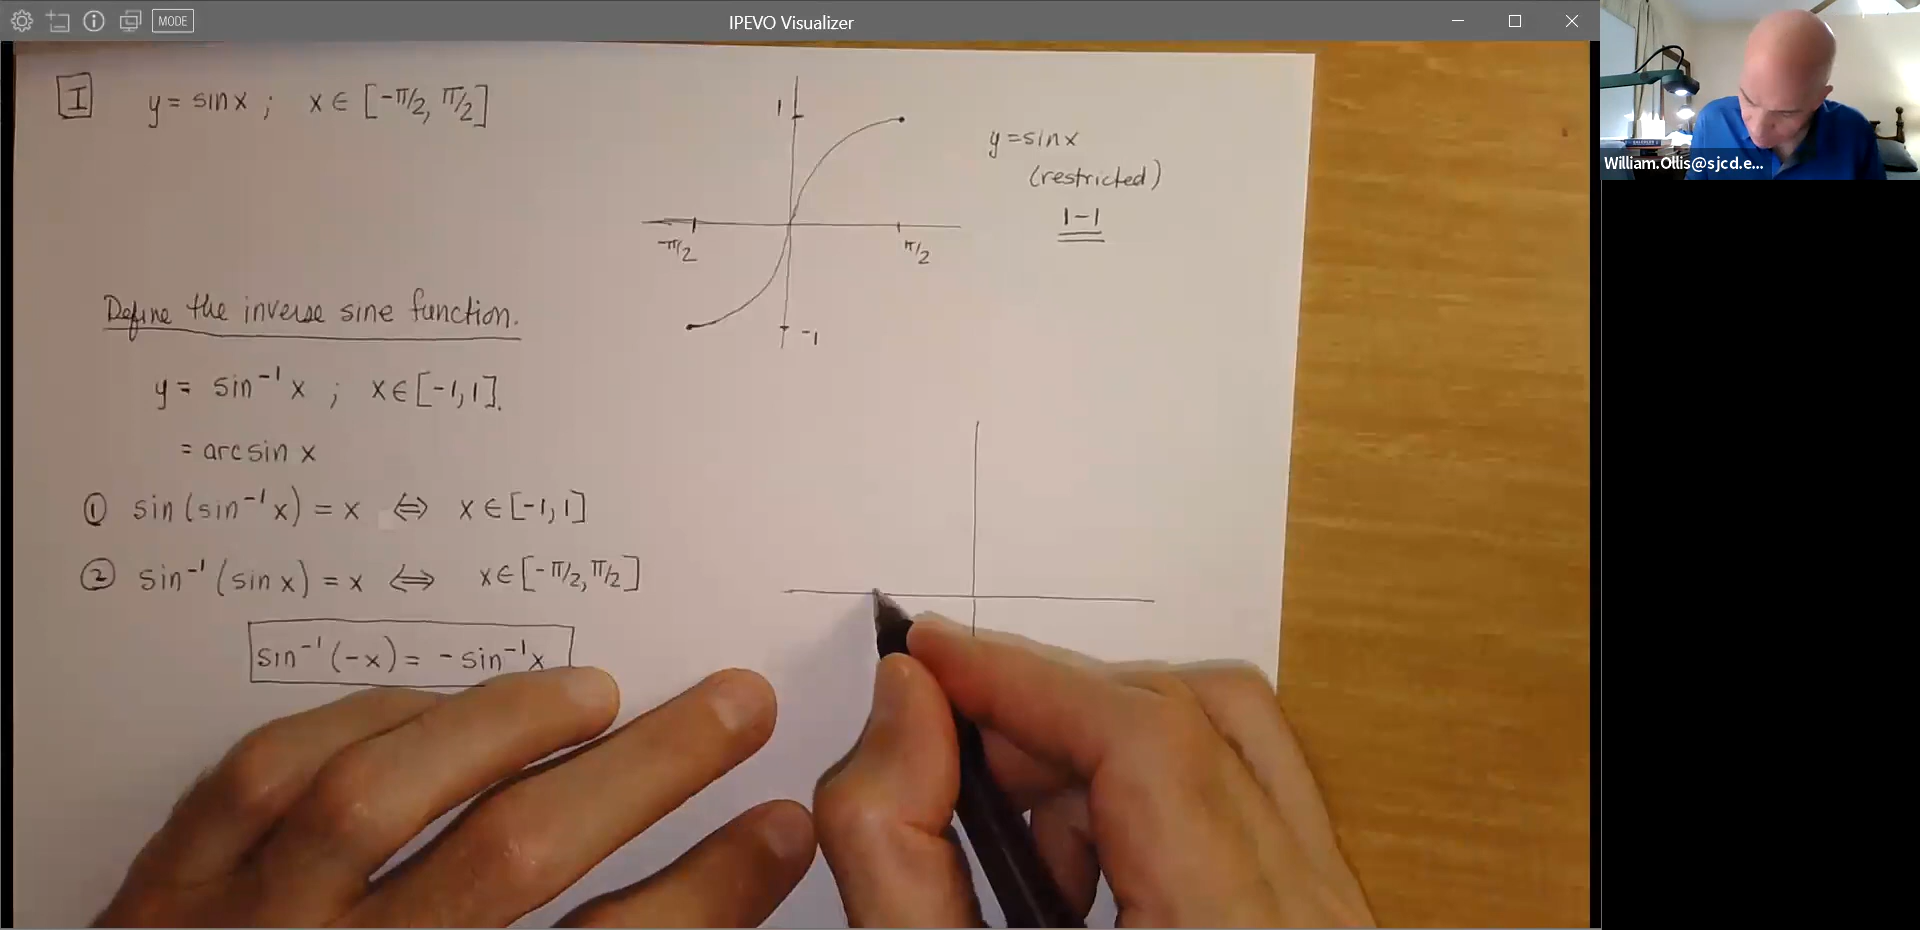 MODE
IPEVO Visualizer
I y = sin x ; x ∈ [-π/2, π/2]
1
-π/2
π/2
-1
y = sin x
(restricted)
1-1
Define the inverse sine function.
y = sin⁻¹ x ; x ∈ [-1, 1].
= arcsin x
① sin (sin⁻¹ x) = x ⇔ x ∈ [-1, 1]
② sin⁻¹ (sin x) = x ⇔ x ∈ [-π/2, π/2]
sin⁻¹ (-x) = - sin⁻¹ x
William.Ollis@sjcd.e...